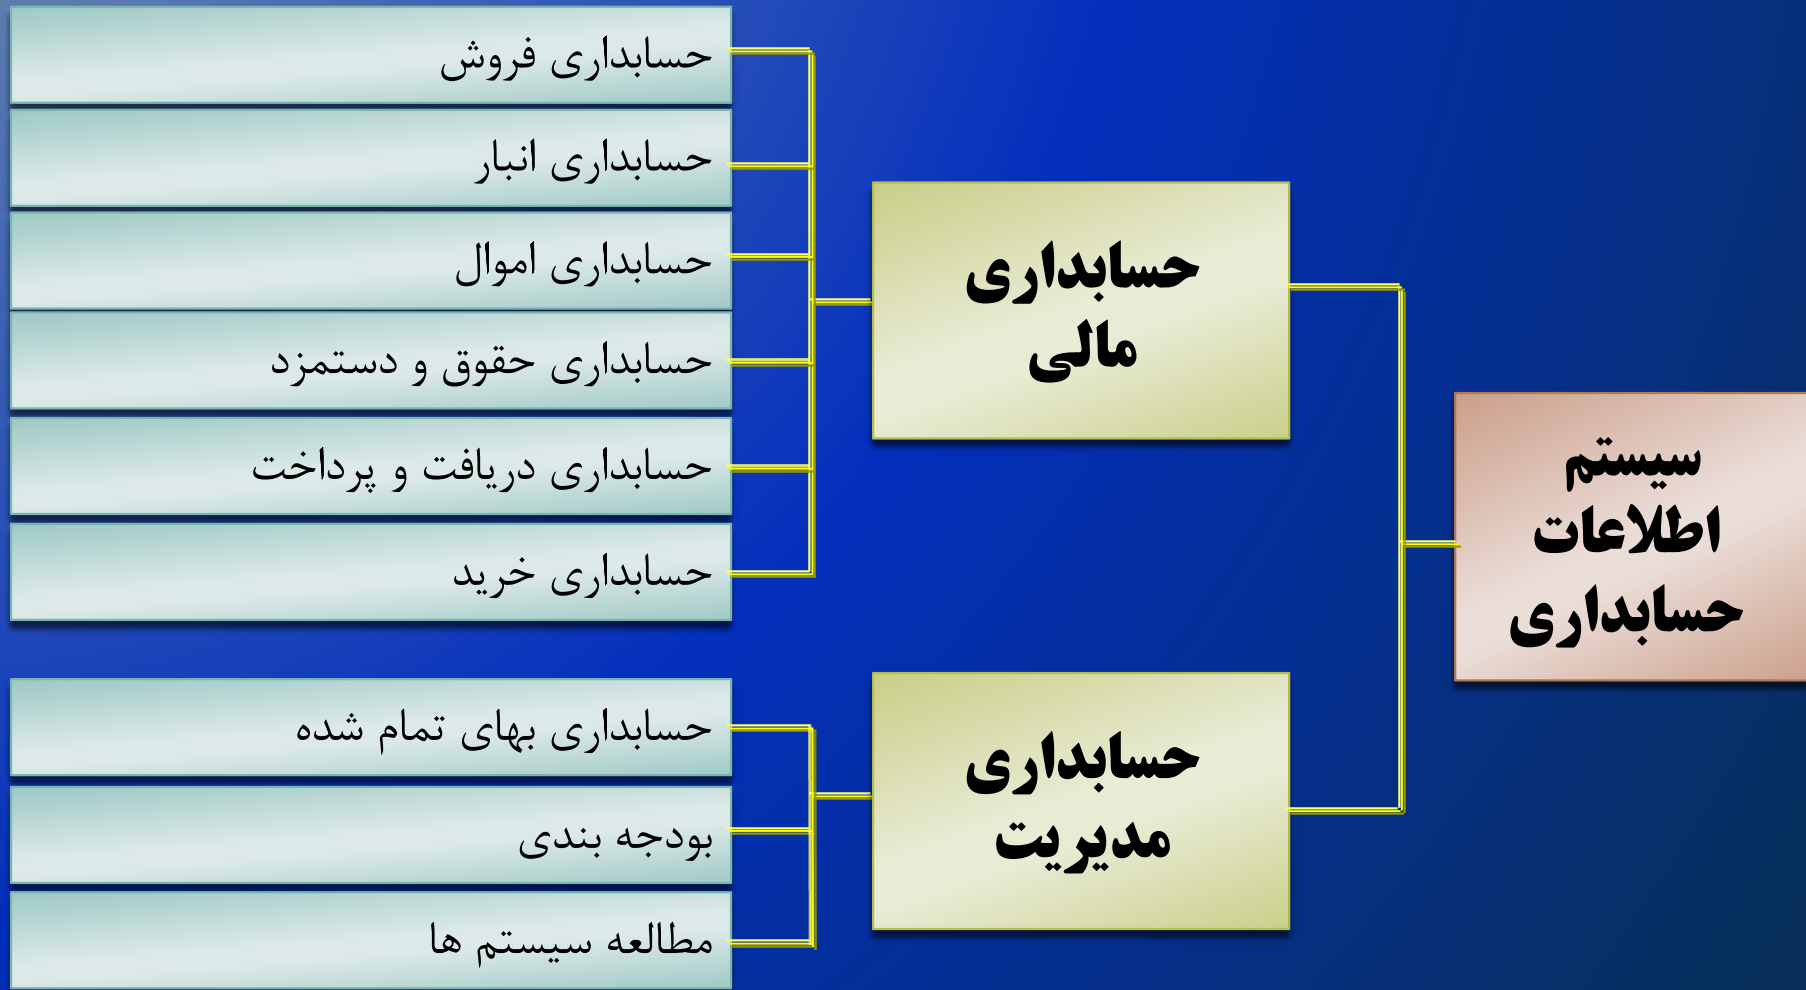 سیستم
اطلاعات
حسابداری
حسابداری
مالی
حسابداری فروش
حسابداری انبار
حسابداری اموال
حسابداری حقوق و دستمزد
حسابداری دریافت و پرداخت
حسابداری خرید
حسابداری
مدیریت
حسابداری بهای تمام شده
بودجه بندی
مطالعه سیستم ها